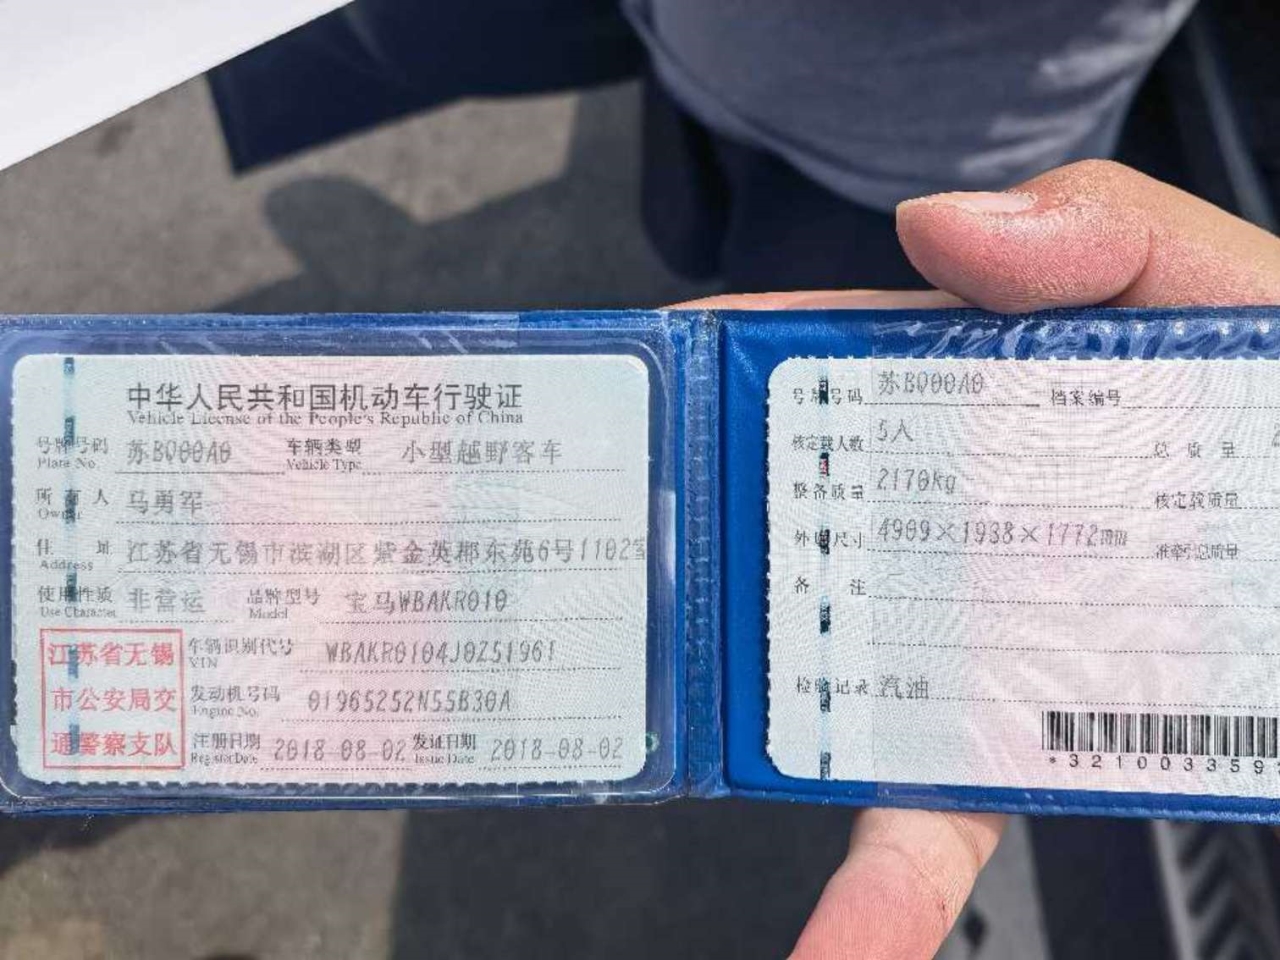 中华人民共和国机动车行驶证
Vehicle License of the People's Republic of China
号牌号码 苏BQ00A0 车辆类型 小型越野客车
Plate No. Vehicle Type
所有人 马勇军
Owner
住址 江苏省无锡市滨湖区紫金英郡东苑6号1102室
Address
使用性质 非营运 品牌型号 宝马WBAKR010
Use Character Model
江苏省无锡
市公安局交
通警察支队
车辆识别代号 WBAKR0104J0Z51961
VIN
发动机号码 01965252N55B30A
Engine No.
注册日期 2018-08-02 发证日期 2018-08-02
Register Date Issue Date
号牌号码 苏BQ00A0 档案编号
核定载人数 5人 总质量
整备质量 2170kg 核定载质量
外廓尺寸 4909×1938×1772mm 准牵引总质量
备注
检验记录 汽油
*321003359